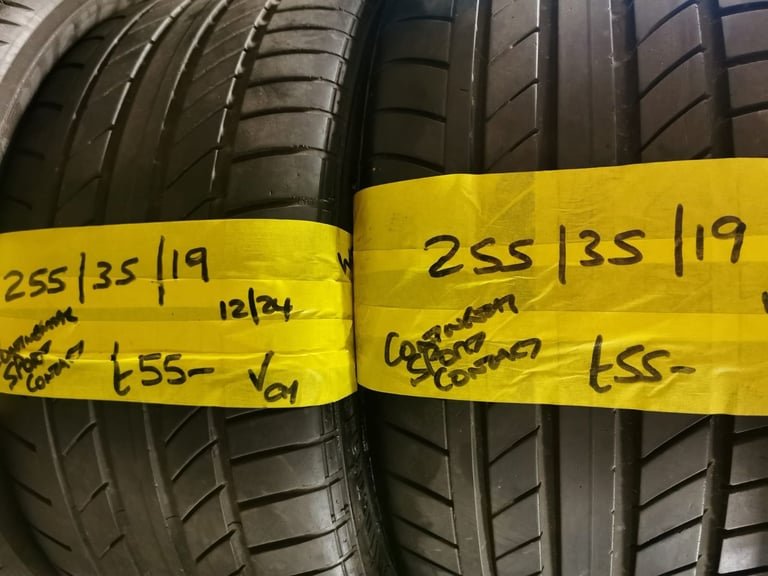 255/35/19
12/24
SPORT
CONTACT
£55-
255/35/19
CONTINENTAL
SPORT
CONTACT
£55-